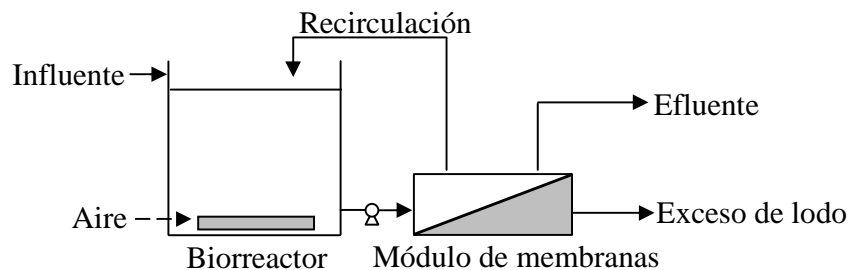 Recirculación
Influente
Efluente
Aire
Exceso de lodo
Biorreactor
Módulo de membranas